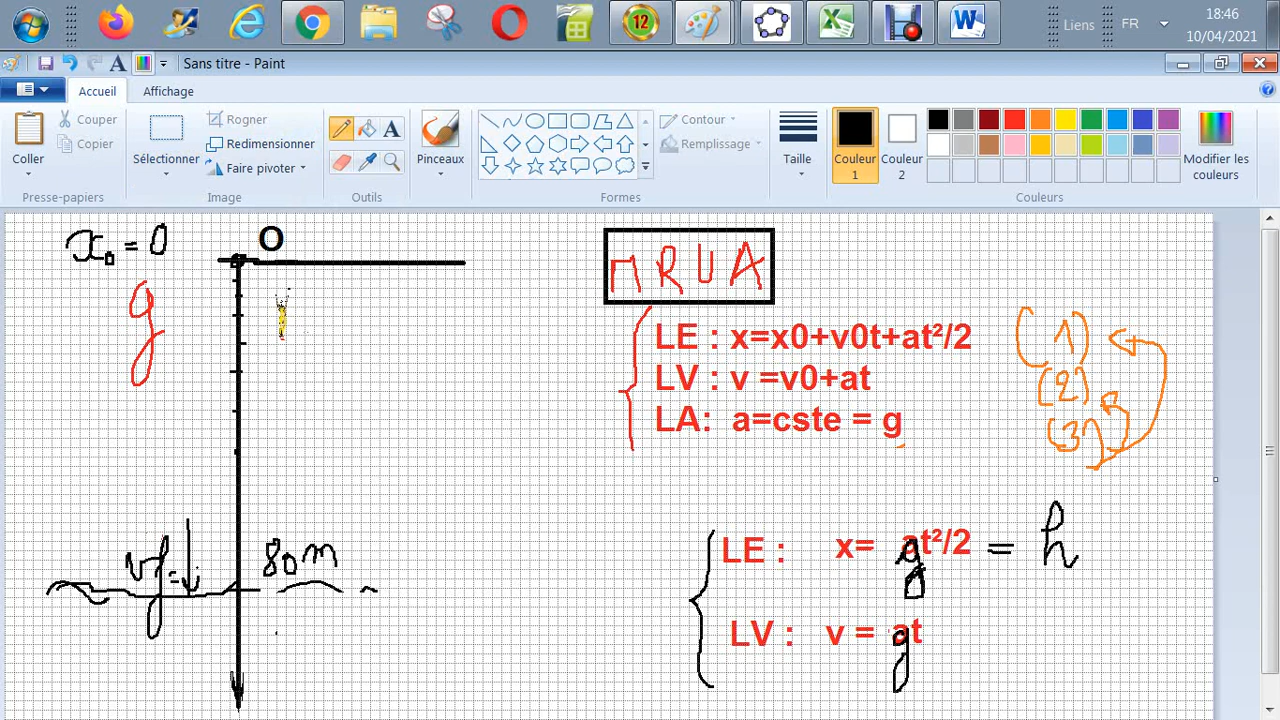 12
Liens
FR
18:46
10/04/2021
Sans titre - Paint
Accueil
Affichage
Coller
Couper
Copier
Presse-papiers
Sélectionner
Rogner
Redimensionner
Faire pivoter
Image
A
Outils
Pinceaux
Contour
Remplissage
Formes
Taille
Couleur 1
Couleur 2
Modifier les couleurs
Couleurs
x0 = 0
O
g
MRUA
LE : x=x0+v0t+at²/2 (1)
LV : v =v0+at (2)
LA: a=cste = g (3)
vf =
80m
LE : x= at²/2 = h
g
LV : v = at
g